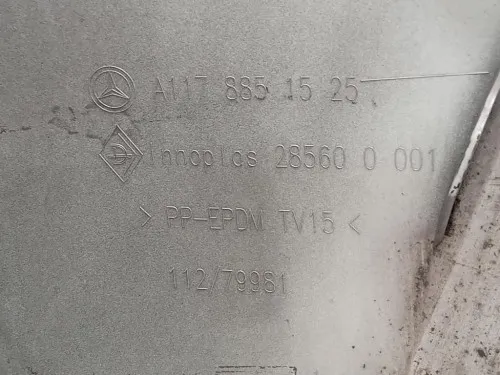 A117 885 15 25
innoplas 28560 0 001
> PP-EPDM TV15 <
112/79981